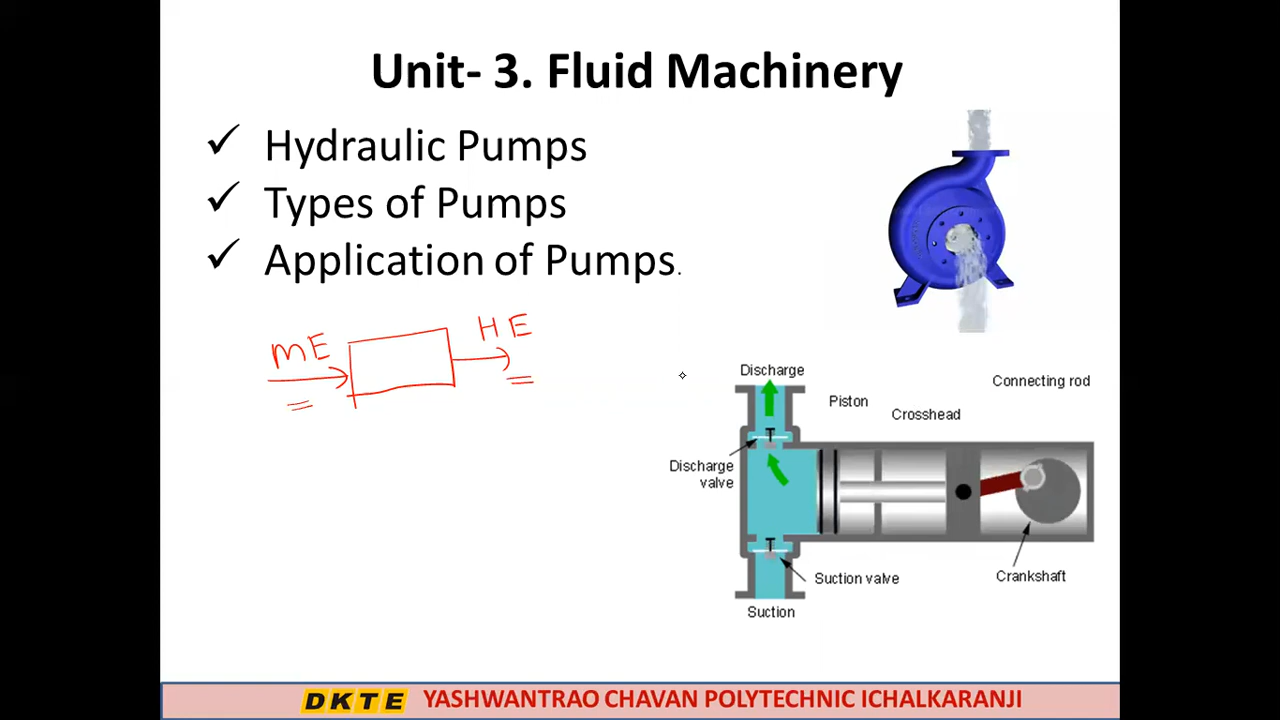 Unit- 3. Fluid Machinery
✓ Hydraulic Pumps
✓ Types of Pumps
✓ Application of Pumps.
mE
HE
Discharge
Connecting rod
Piston
Crosshead
Discharge
valve
Suction valve
Crankshaft
Suction
DKTE YASHWANTRAO CHAVAN POLYTECHNIC ICHALKARANJI